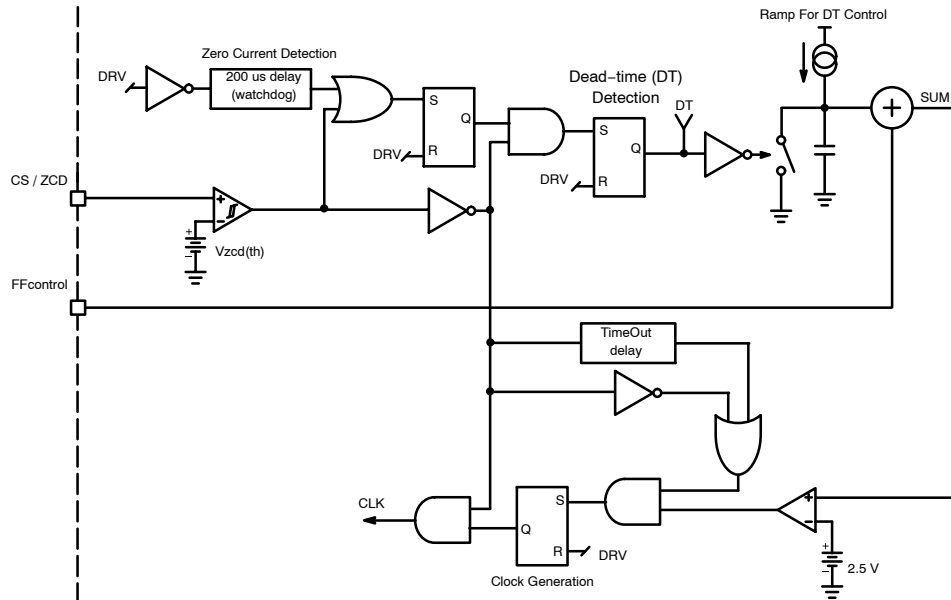 Ramp For DT Control
Zero Current Detection
DRV
200 us delay
(watchdog)
Dead−time (DT)
Detection
DT
SUM
S
Q
R
DRV
S
Q
R
DRV
CS / ZCD
+
−
+
−
Vzcd(th)
+
FFcontrol
TimeOut
delay
CLK
S
Q
R
DRV
Clock Generation
+
−
+
−
2.5 V